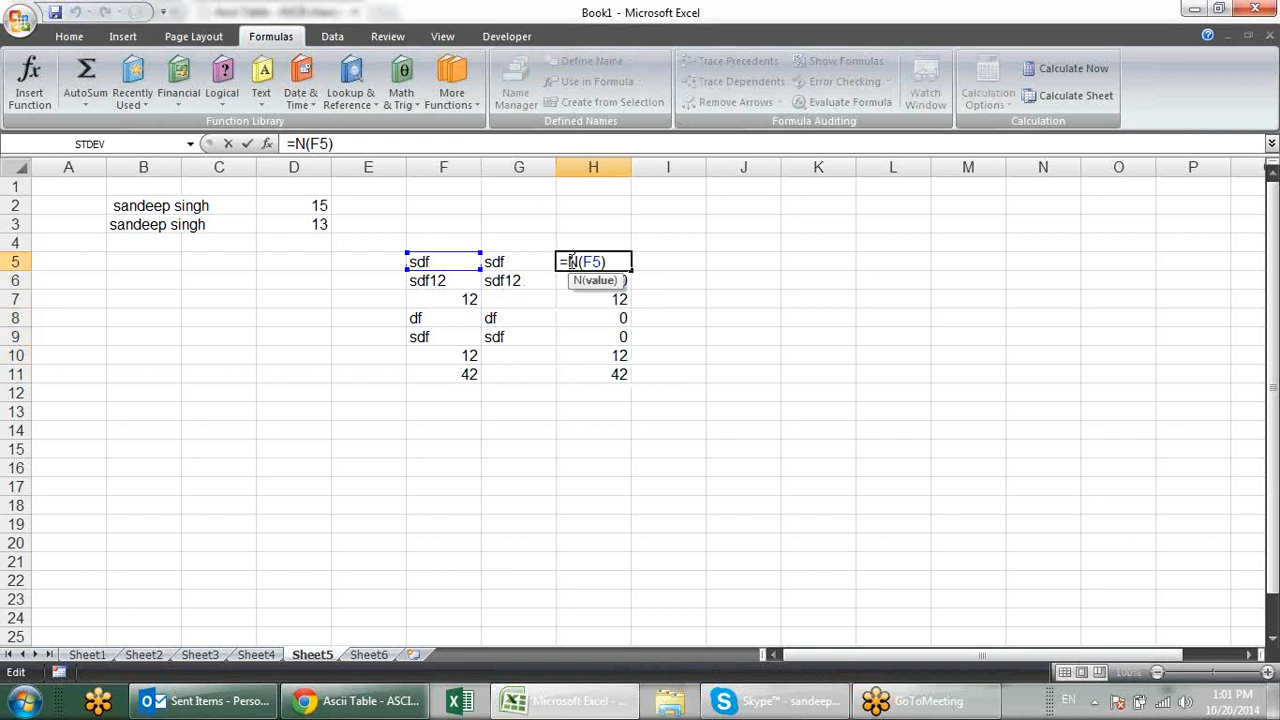 Book1 - Microsoft Excel
Home Insert Page Layout Formulas Data Review View Developer
Insert Function
AutoSum
Recently Used
Financial
Logical
Text
Date & Time
Lookup & Reference
Math & Trig
More Functions
Function Library
Name Manager
Define Name
Use in Formula
Create from Selection
Defined Names
Trace Precedents
Trace Dependents
Remove Arrows
Show Formulas
Error Checking
Evaluate Formula
Formula Auditing
Watch Window
Calculation Options
Calculate Now
Calculate Sheet
Calculation
STDEV =N(F5)
A B C D E F G H I J K L M N O P
1
2 sandeep singh 15
3 sandeep singh 13
4
5 sdf sdf =N(F5)
6 sdf12 sdf12 0
N(value)
7 12 12
8 df df 0
9 sdf sdf 0
10 12 12
11 42 42
12
13
14
15
16
17
18
19
20
21
22
23
24
25
Sheet1 Sheet2 Sheet3 Sheet4 Sheet5 Sheet6
Edit 100%
Sent Items - Perso...
Ascii Table - ASCI...
Microsoft Excel - ...
Skype™ - sandeep...
GoToMeeting
EN
1:01 PM
10/20/2014